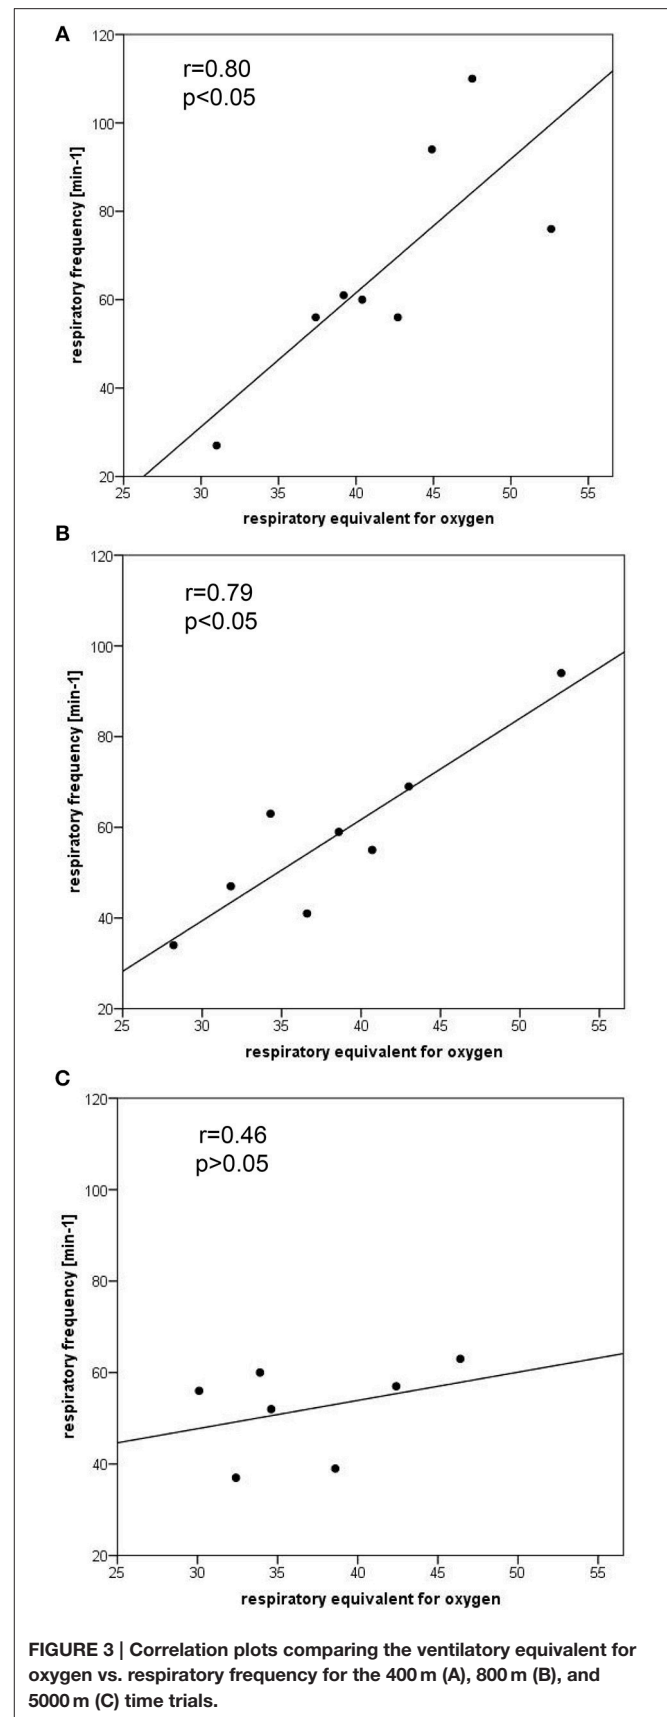 A
120
r=0.80
p<0.05
100
80
60
40
20
respiratory frequency [min-1]
25 30 35 40 45 50 55
respiratory equivalent for oxygen
B
120
r=0.79
p<0.05
100
80
60
40
20
respiratory frequency [min-1]
25 30 35 40 45 50 55
respiratory equivalent for oxygen
C
120
r=0.46
p>0.05
100
80
60
40
20
respiratory frequency [min-1]
25 30 35 40 45 50 55
respiratory equivalent for oxygen
FIGURE 3 | Correlation plots comparing the ventilatory equivalent for
oxygen vs. respiratory frequency for the 400 m (A), 800 m (B), and
5000 m (C) time trials.